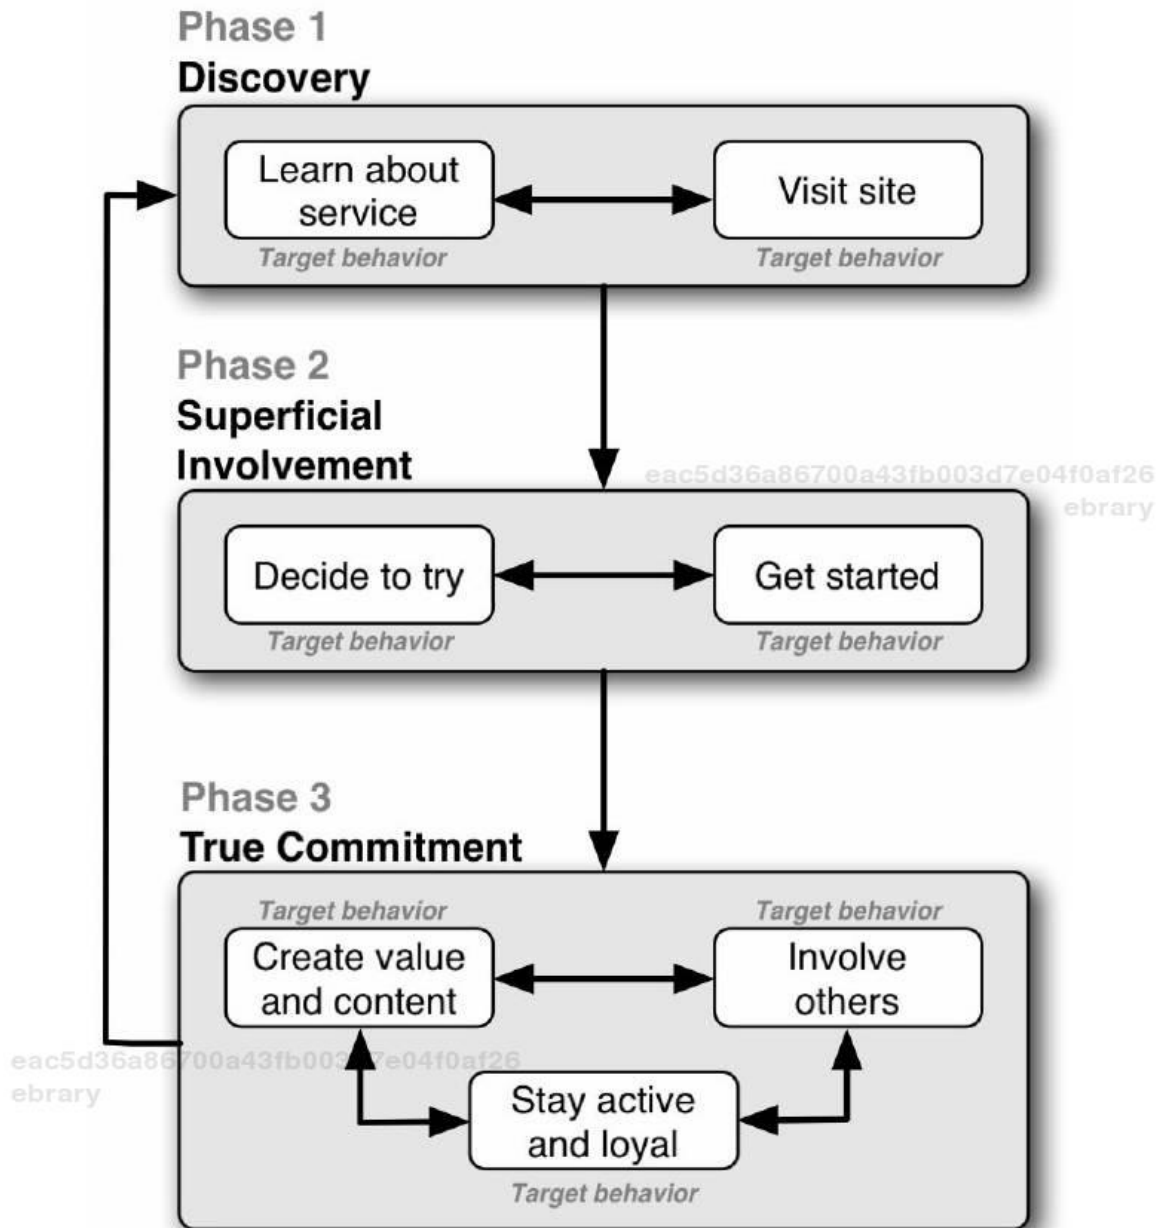 Phase 1
Discovery
Learn about
service
Target behavior
Visit site
Target behavior
Phase 2
Superficial
Involvement
eac5d36a86700a43fb003d7e04f0af26
ebrary
Decide to try
Target behavior
Get started
Target behavior
Phase 3
True Commitment
Target behavior
Create value
and content
Target behavior
Involve
others
eac5d36a86700a43fb003d7e04f0af26
ebrary
Stay active
and loyal
Target behavior